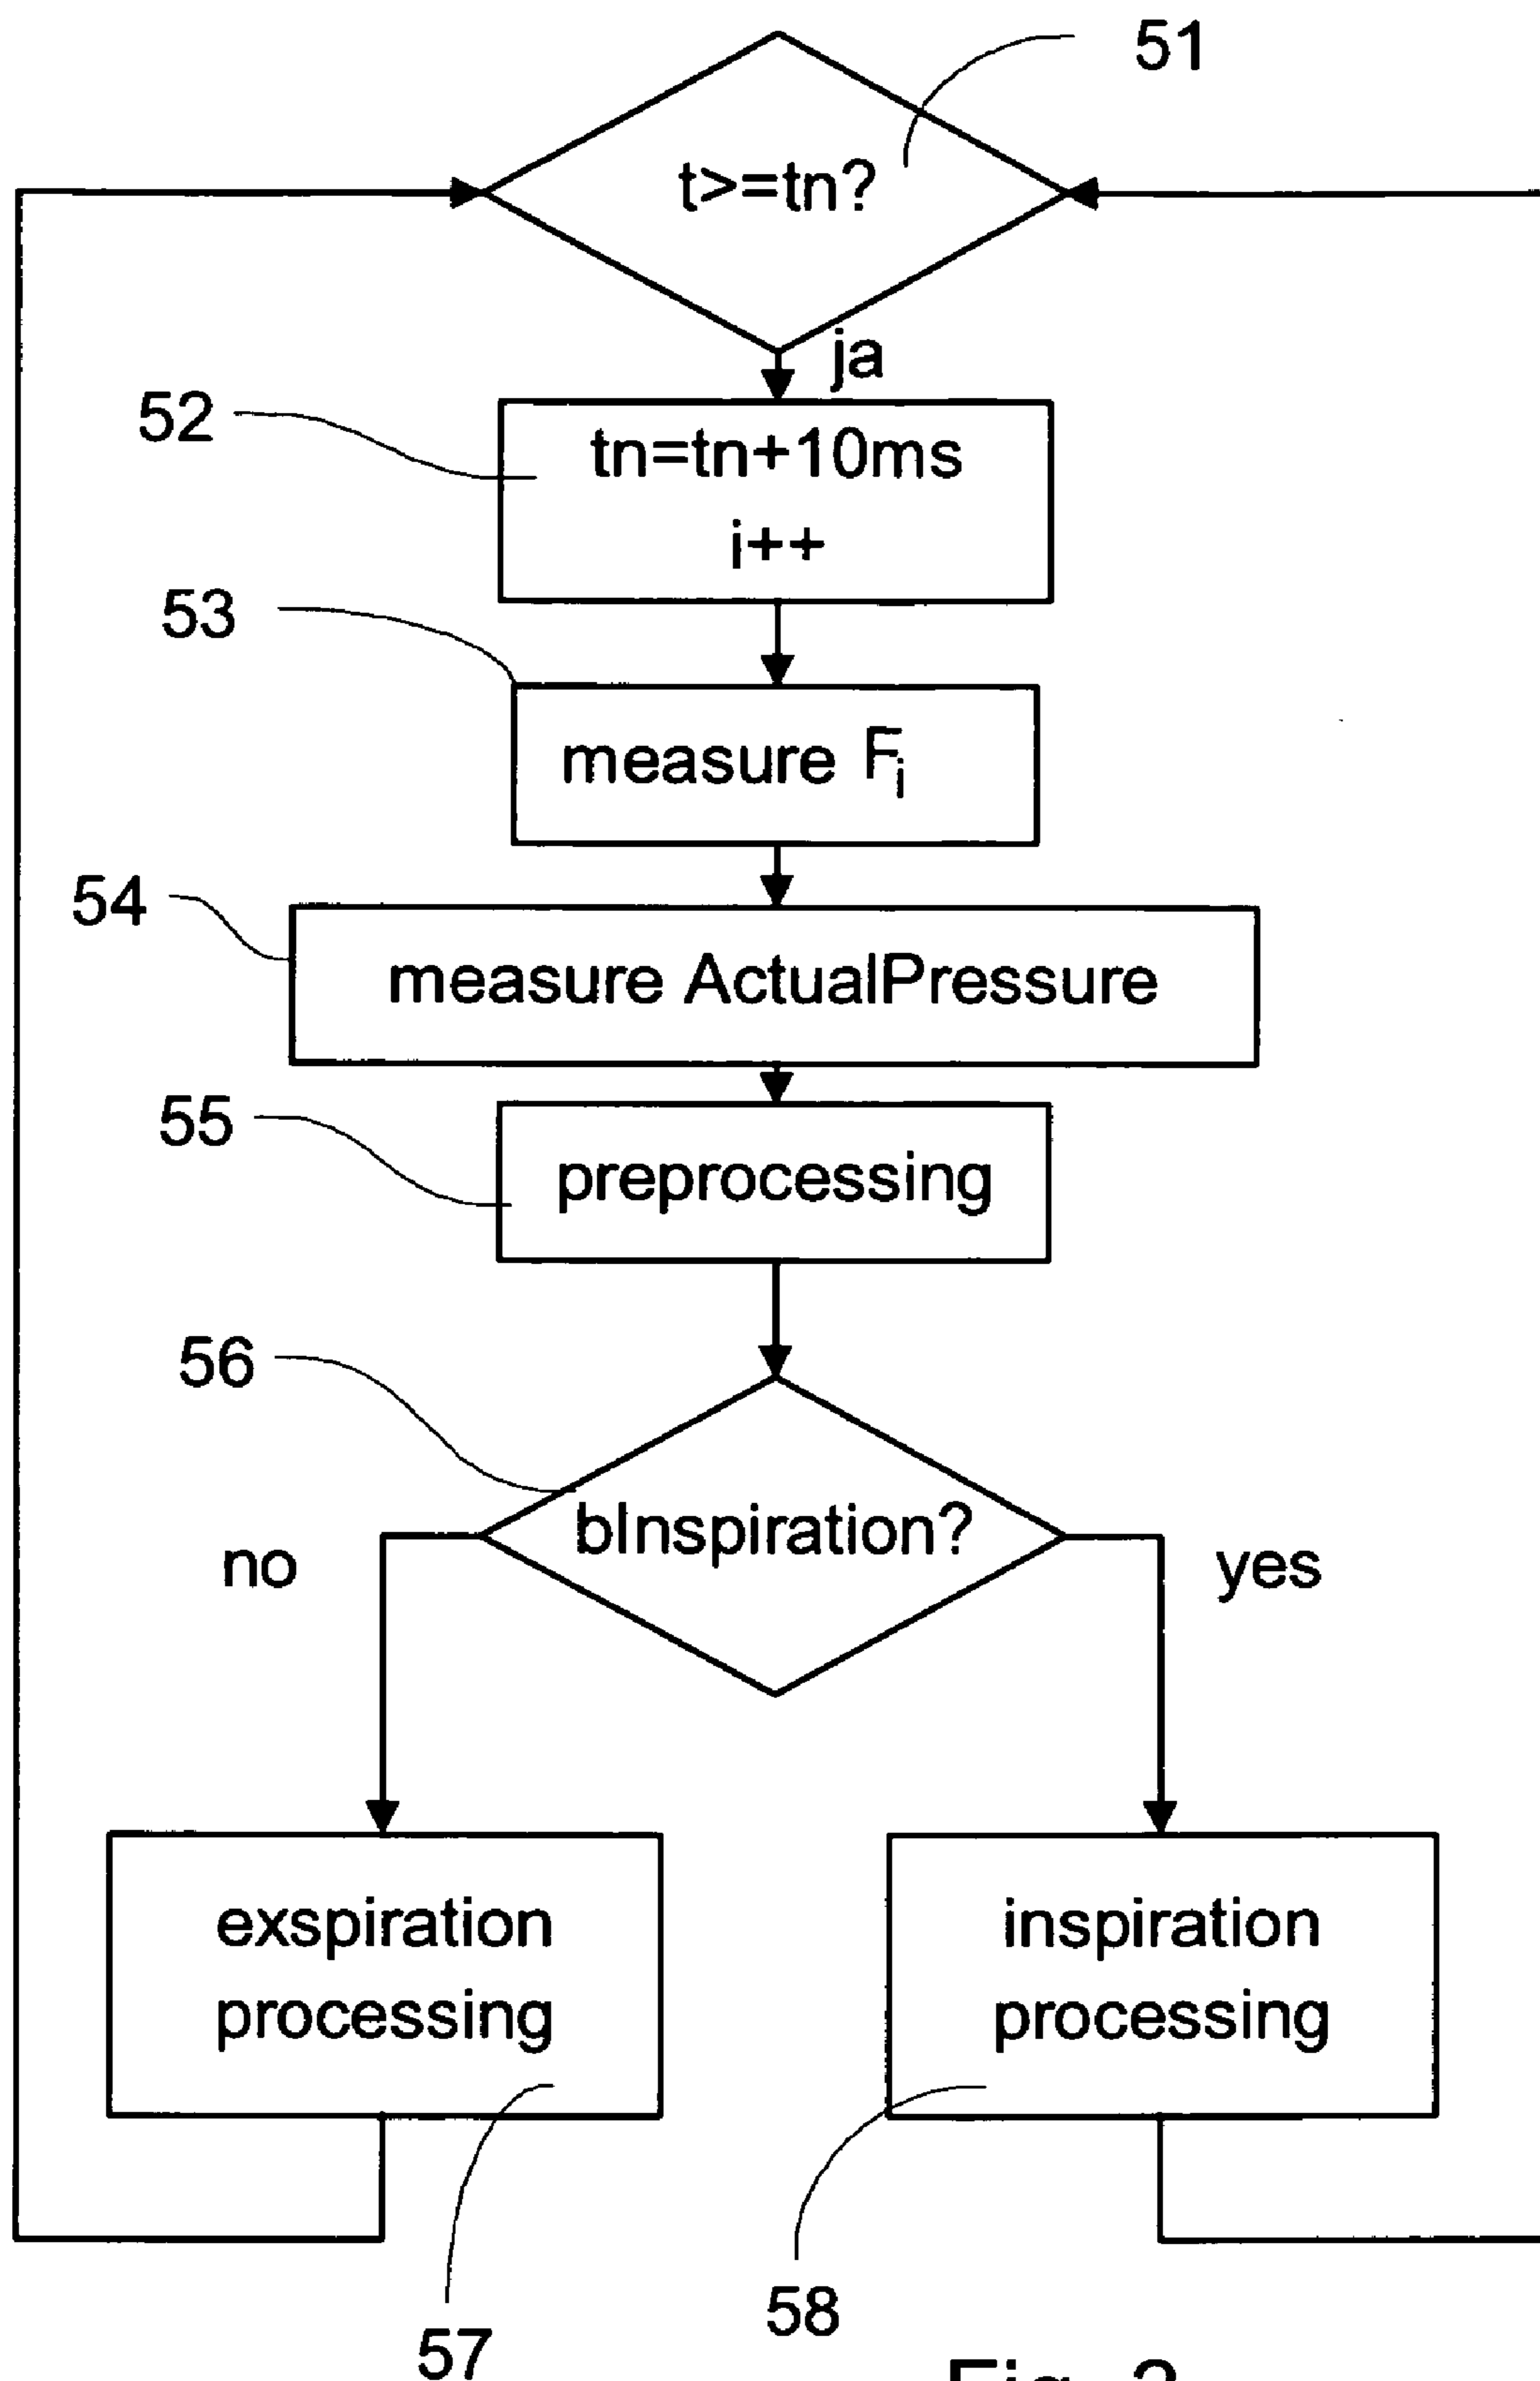 51
t>=tn?
ja
52
tn=tn+10ms
i++
53
measure Fi
54
measure ActualPressure
55
preprocessing
56
bInspiration?
no
yes
exspiration
processing
inspiration
processing
57
58